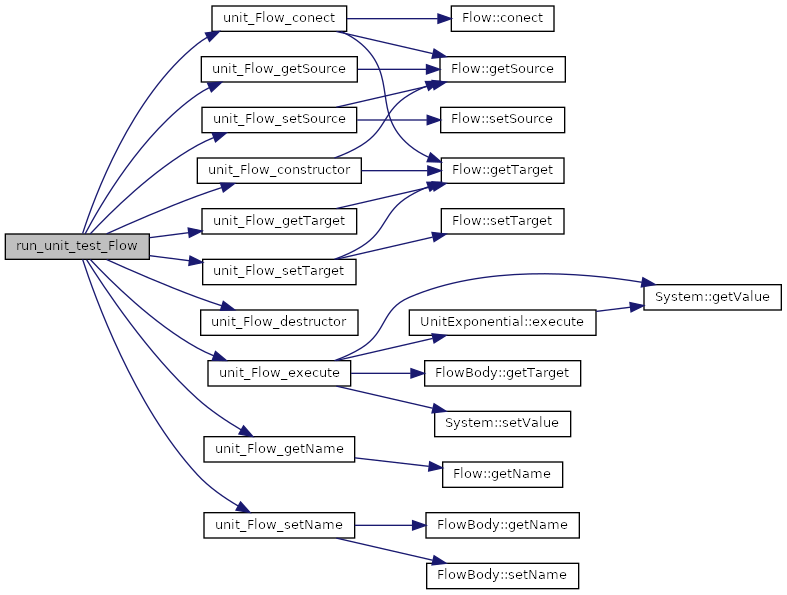 run_unit_test_Flow
unit_Flow_conect
unit_Flow_getSource
unit_Flow_setSource
unit_Flow_constructor
unit_Flow_getTarget
unit_Flow_setTarget
unit_Flow_destructor
unit_Flow_execute
unit_Flow_getName
unit_Flow_setName
Flow::conect
Flow::getSource
Flow::setSource
Flow::getTarget
Flow::setTarget
UnitExponential::execute
FlowBody::getTarget
System::setValue
Flow::getName
FlowBody::getName
FlowBody::setName
System::getValue